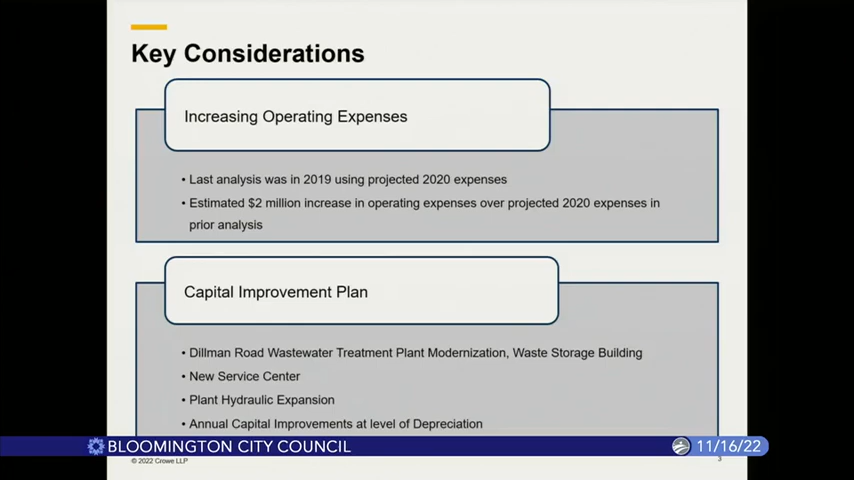 Key Considerations
Increasing Operating Expenses
• Last analysis was in 2019 using projected 2020 expenses
• Estimated $2 million increase in operating expenses over projected 2020 expenses in
prior analysis
Capital Improvement Plan
• Dillman Road Wastewater Treatment Plant Modernization, Waste Storage Building
• New Service Center
• Plant Hydraulic Expansion
• Annual Capital Improvements at level of Depreciation
BLOOMINGTON CITY COUNCIL
11/16/22
© 2022 Crowe LLP
3